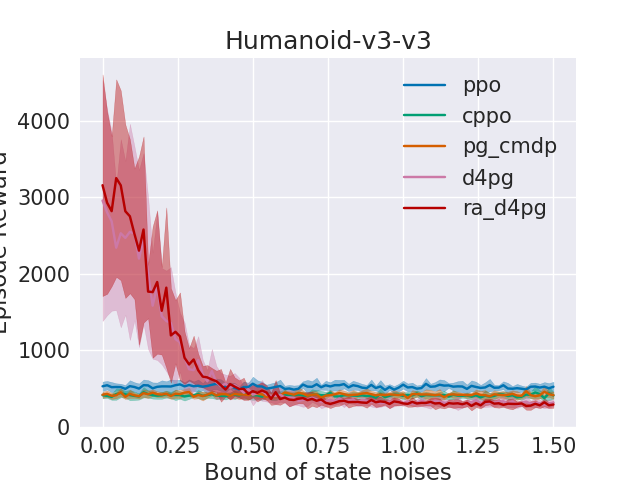 Humanoid-v3-v3
ppo
cppo
pg_cmdp
d4pg
ra_d4pg
4000
3000
2000
1000
0
Episode Reward
0.00 0.25 0.50 0.75 1.00 1.25 1.50
Bound of state noises